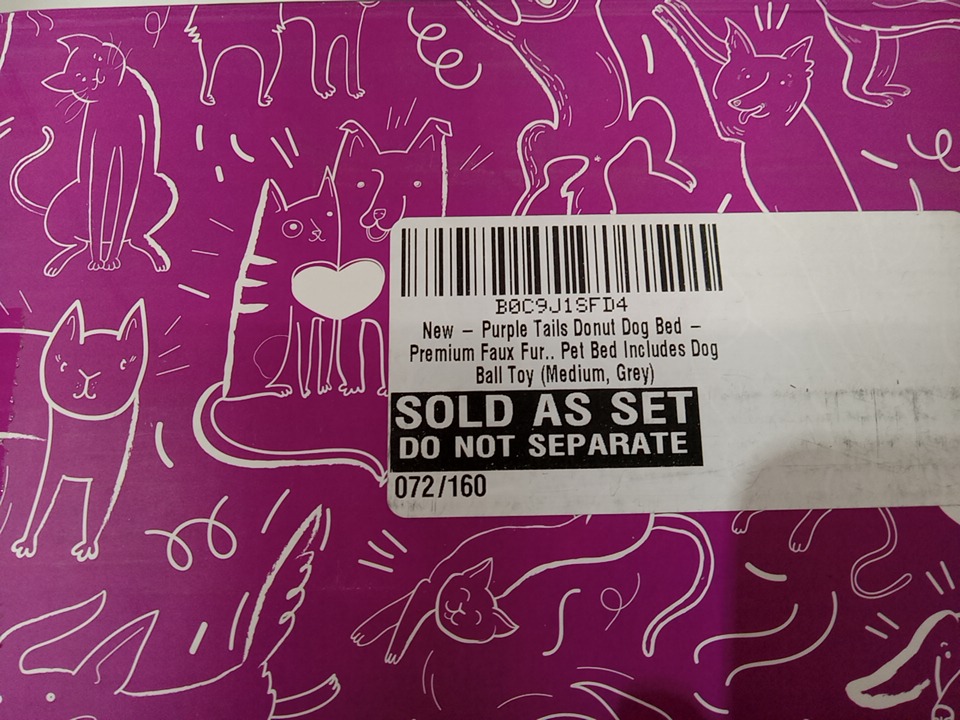 B0C9J1SFD4
New – Purple Tails Donut Dog Bed –
Premium Faux Fur.. Pet Bed Includes Dog
Ball Toy (Medium, Grey)
SOLD AS SET
DO NOT SEPARATE
072/160